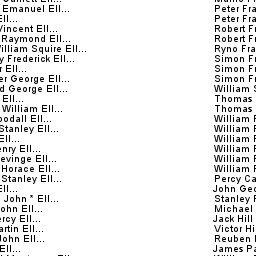 Emanuel Ell... Peter Fra
Ell... Peter Fra
Vincent Ell... Robert F
Raymond Ell... Robert F
William Squire Ell... Ryno Fra
y Frederick Ell... Simon F
r Ell... Simon F
er George Ell... Simon F
d George Ell... William S
Ell... Thomas
William Ell... Thomas
oodall Ell... William F
Stanley Ell... William F
Ell... William F
enry Ell... William F
evinge Ell... William F
Horace Ell... William F
Stanley Ell... Percy Ca
Ell... John Geo
John * Ell... Stanley F
ohn Ell... Michael
ercy Ell... Jack Hill
artin Ell... Victor Hi
John Ell... Reuben
Ell... James Pa